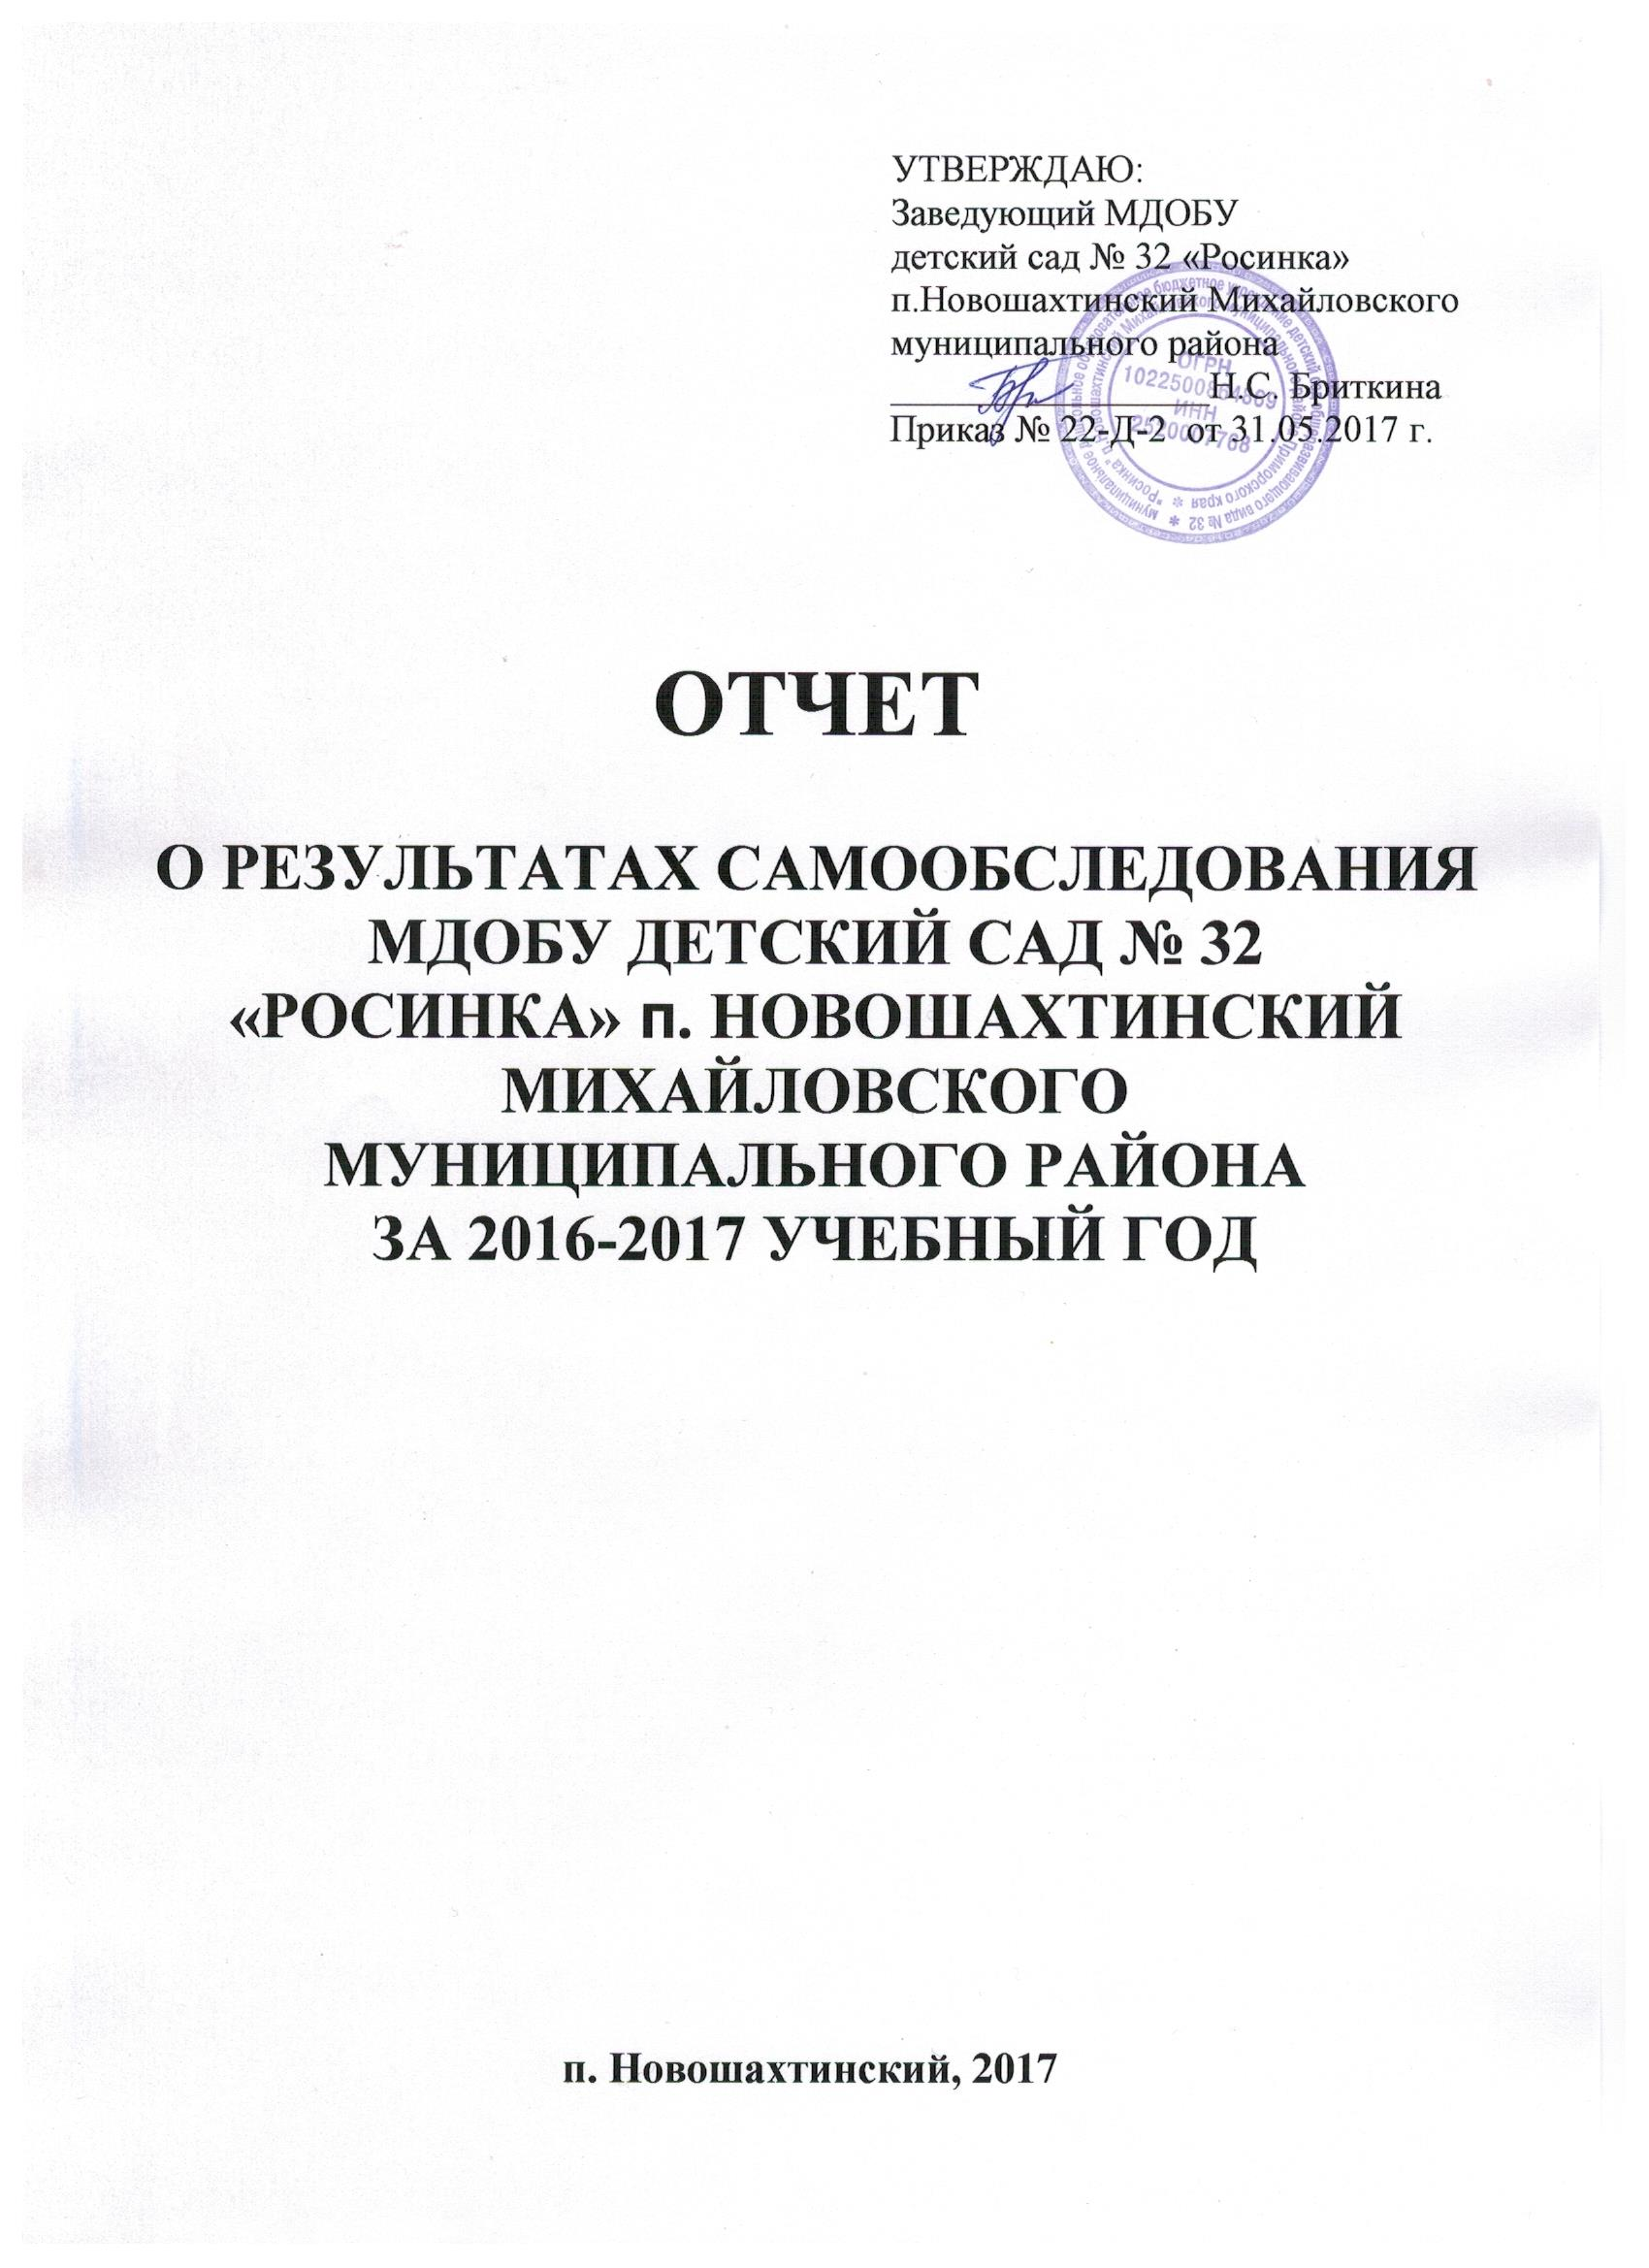 УТВЕРЖДАЮ:
Заведующий МДОБУ
детский сад № 32 «Росинка»
п.Новошахтинский Михайловского
муниципального района
Н.С. Бриткина
Приказ № 22-Д-2 от 31.05.2017 г.
ОГРН
ИНН
ОТЧЕТ
О РЕЗУЛЬТАТАХ САМООБСЛЕДОВАНИЯ
МДОБУ ДЕТСКИЙ САД № 32
«РОСИНКА» п. НОВОШАХТИНСКИЙ
МИХАЙЛОВСКОГО
МУНИЦИПАЛЬНОГО РАЙОНА
ЗА 2016-2017 УЧЕБНЫЙ ГОД
п. Новошахтинский, 2017